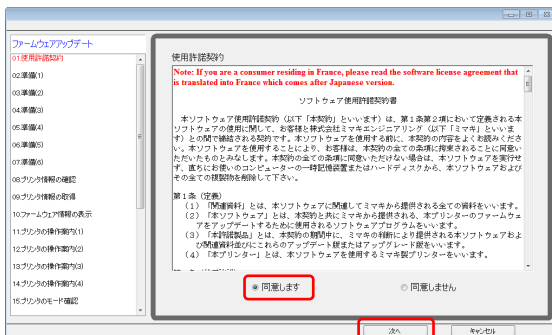 ファームウェアアップデート
01.使用許諾契約
02.準備(1)
03.準備(2)
04.準備(3)
05.準備(4)
06.準備(5)
07.準備(6)
08.プリンタ情報の確認
09.プリンタ情報の取得
10.ファームウェア情報の表示
11.プリンタの操作案内(1)
12.プリンタの操作案内(2)
13.プリンタの操作案内(3)
14.プリンタの操作案内(4)
15.プリンタのモード確認
使用許諾契約
Note: If you are a consumer residing in France, please read the software license agreement that
is translated into France which comes after Japanese version.
ソフトウェア使用許諾契約書
本ソフトウェア使用許諾契約（以下「本契約」といいます）は、第１条第２項において定義される本
ソフトウェアの使用に関して、お客様と株式会社ミマキエンジニアリング（以下「ミマキ」といいま
す）との間で締結される契約です。本ソフトウェアを使用する前に、本契約の内容をよくお読みくださ
い。本ソフトウェアを使用することにより、お客様は、本契約の全ての条項に拘束されることに同意い
ただいたものとみなします。本契約の全ての条項に同意いただけない場合は、本ソフトウェアを実行せ
ず、直ちにお使いのコンピューターの一時記憶装置またはハードディスクから、本ソフトウェアおよび
その全ての複製物を削除して下さい。
第１条（定義）
（１）「関連資料」とは、本ソフトウェアに関連してミマキから提供される全ての資料をいいます。
（２）「本ソフトウェア」とは、本契約と共にミマキから提供される、本プリンターのファームウェ
アをアップデートするために使用されるソフトウェアプログラムをいいます。
（３）「本許諾製品」とは、本契約の期間中に、ミマキの判断により提供される本ソフトウェアおよ
び関連資料並びにこれらのアップデート版またはアップグレード版をいいます。
（４）「本プリンター」とは、本ソフトウェアを使用するミマキ製プリンターをいいます。
同意します
同意しません
次へ
キャンセル